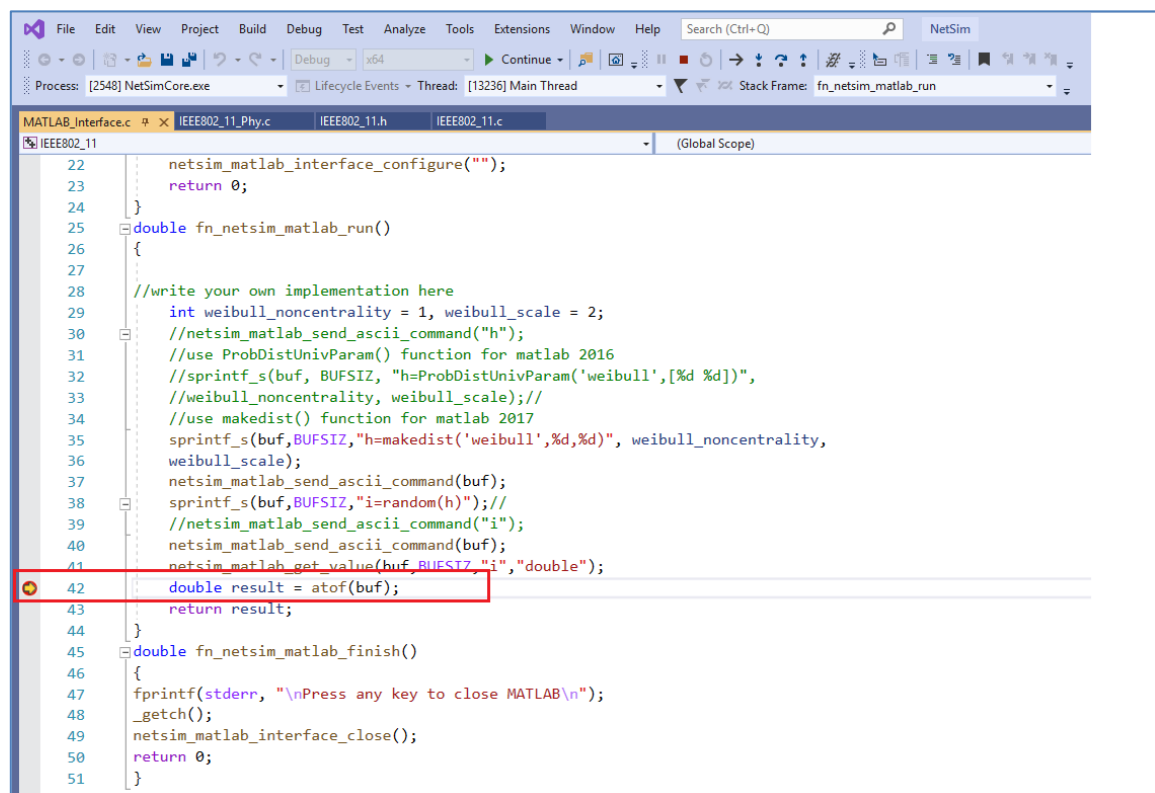 File Edit View Project Build Debug Test Analyze Tools Extensions Window Help Search (Ctrl+Q) NetSim
Debug x64 Continue
Process: [2548] NetSimCore.exe Lifecycle Events Thread: [13236] Main Thread Stack Frame: fn_netsim_matlab_run
MATLAB_Interface.c IEEE802_11_Phy.c IEEE802_11.h IEEE802_11.c
IEEE802_11 (Global Scope)
22 netsim_matlab_interface_configure("");
23 return 0;
24 }
25 double fn_netsim_matlab_run()
26 {
27
28 //write your own implementation here
29 int weibull_noncentrality = 1, weibull_scale = 2;
30 //netsim_matlab_send_ascii_command("h");
31 //use ProbDistUnivParam() function for matlab 2016
32 //sprintf_s(buf, BUFSIZ, "h=ProbDistUnivParam('weibull',[%d %d])",
33 //weibull_noncentrality, weibull_scale);//
34 //use makedist() function for matlab 2017
35 sprintf_s(buf,BUFSIZ,"h=makedist('weibull',%d,%d)", weibull_noncentrality,
36 weibull_scale);
37 netsim_matlab_send_ascii_command(buf);
38 sprintf_s(buf,BUFSIZ,"i=random(h)");//
39 //netsim_matlab_send_ascii_command("i");
40 netsim_matlab_send_ascii_command(buf);
41 netsim_matlab_get_value(buf,BUFSIZ,"i","double");
42 double result = atof(buf);
43 return result;
44 }
45 double fn_netsim_matlab_finish()
46 {
47 fprintf(stderr, "\nPress any key to close MATLAB\n");
48 _getch();
49 netsim_matlab_interface_close();
50 return 0;
51 }